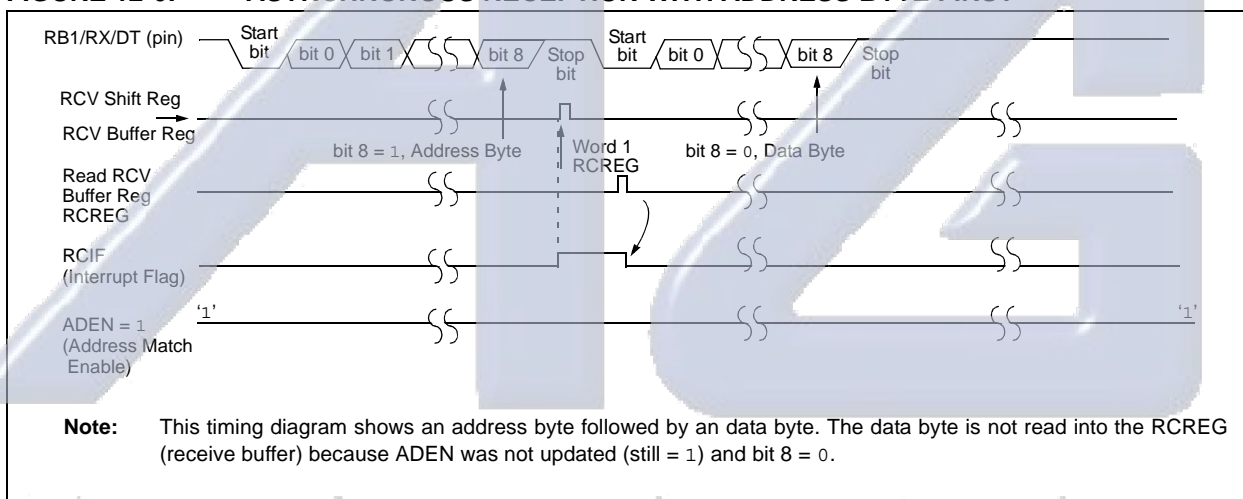 RB1/RX/DT (pin)
Start bit
bit 0
bit 1
bit 8
Stop bit
Start bit
bit 0
bit 8
Stop bit
RCV Shift Reg
RCV Buffer Reg
bit 8 = 1, Address Byte
Word 1 RCREG
bit 8 = 0, Data Byte
Read RCV
Buffer Reg
RCREG
RCIF
(Interrupt Flag)
ADEN = 1
(Address Match
Enable)
‘1’
‘1’
Note: This timing diagram shows an address byte followed by an data byte. The data byte is not read into the RCREG
(receive buffer) because ADEN was not updated (still = 1) and bit 8 = 0.